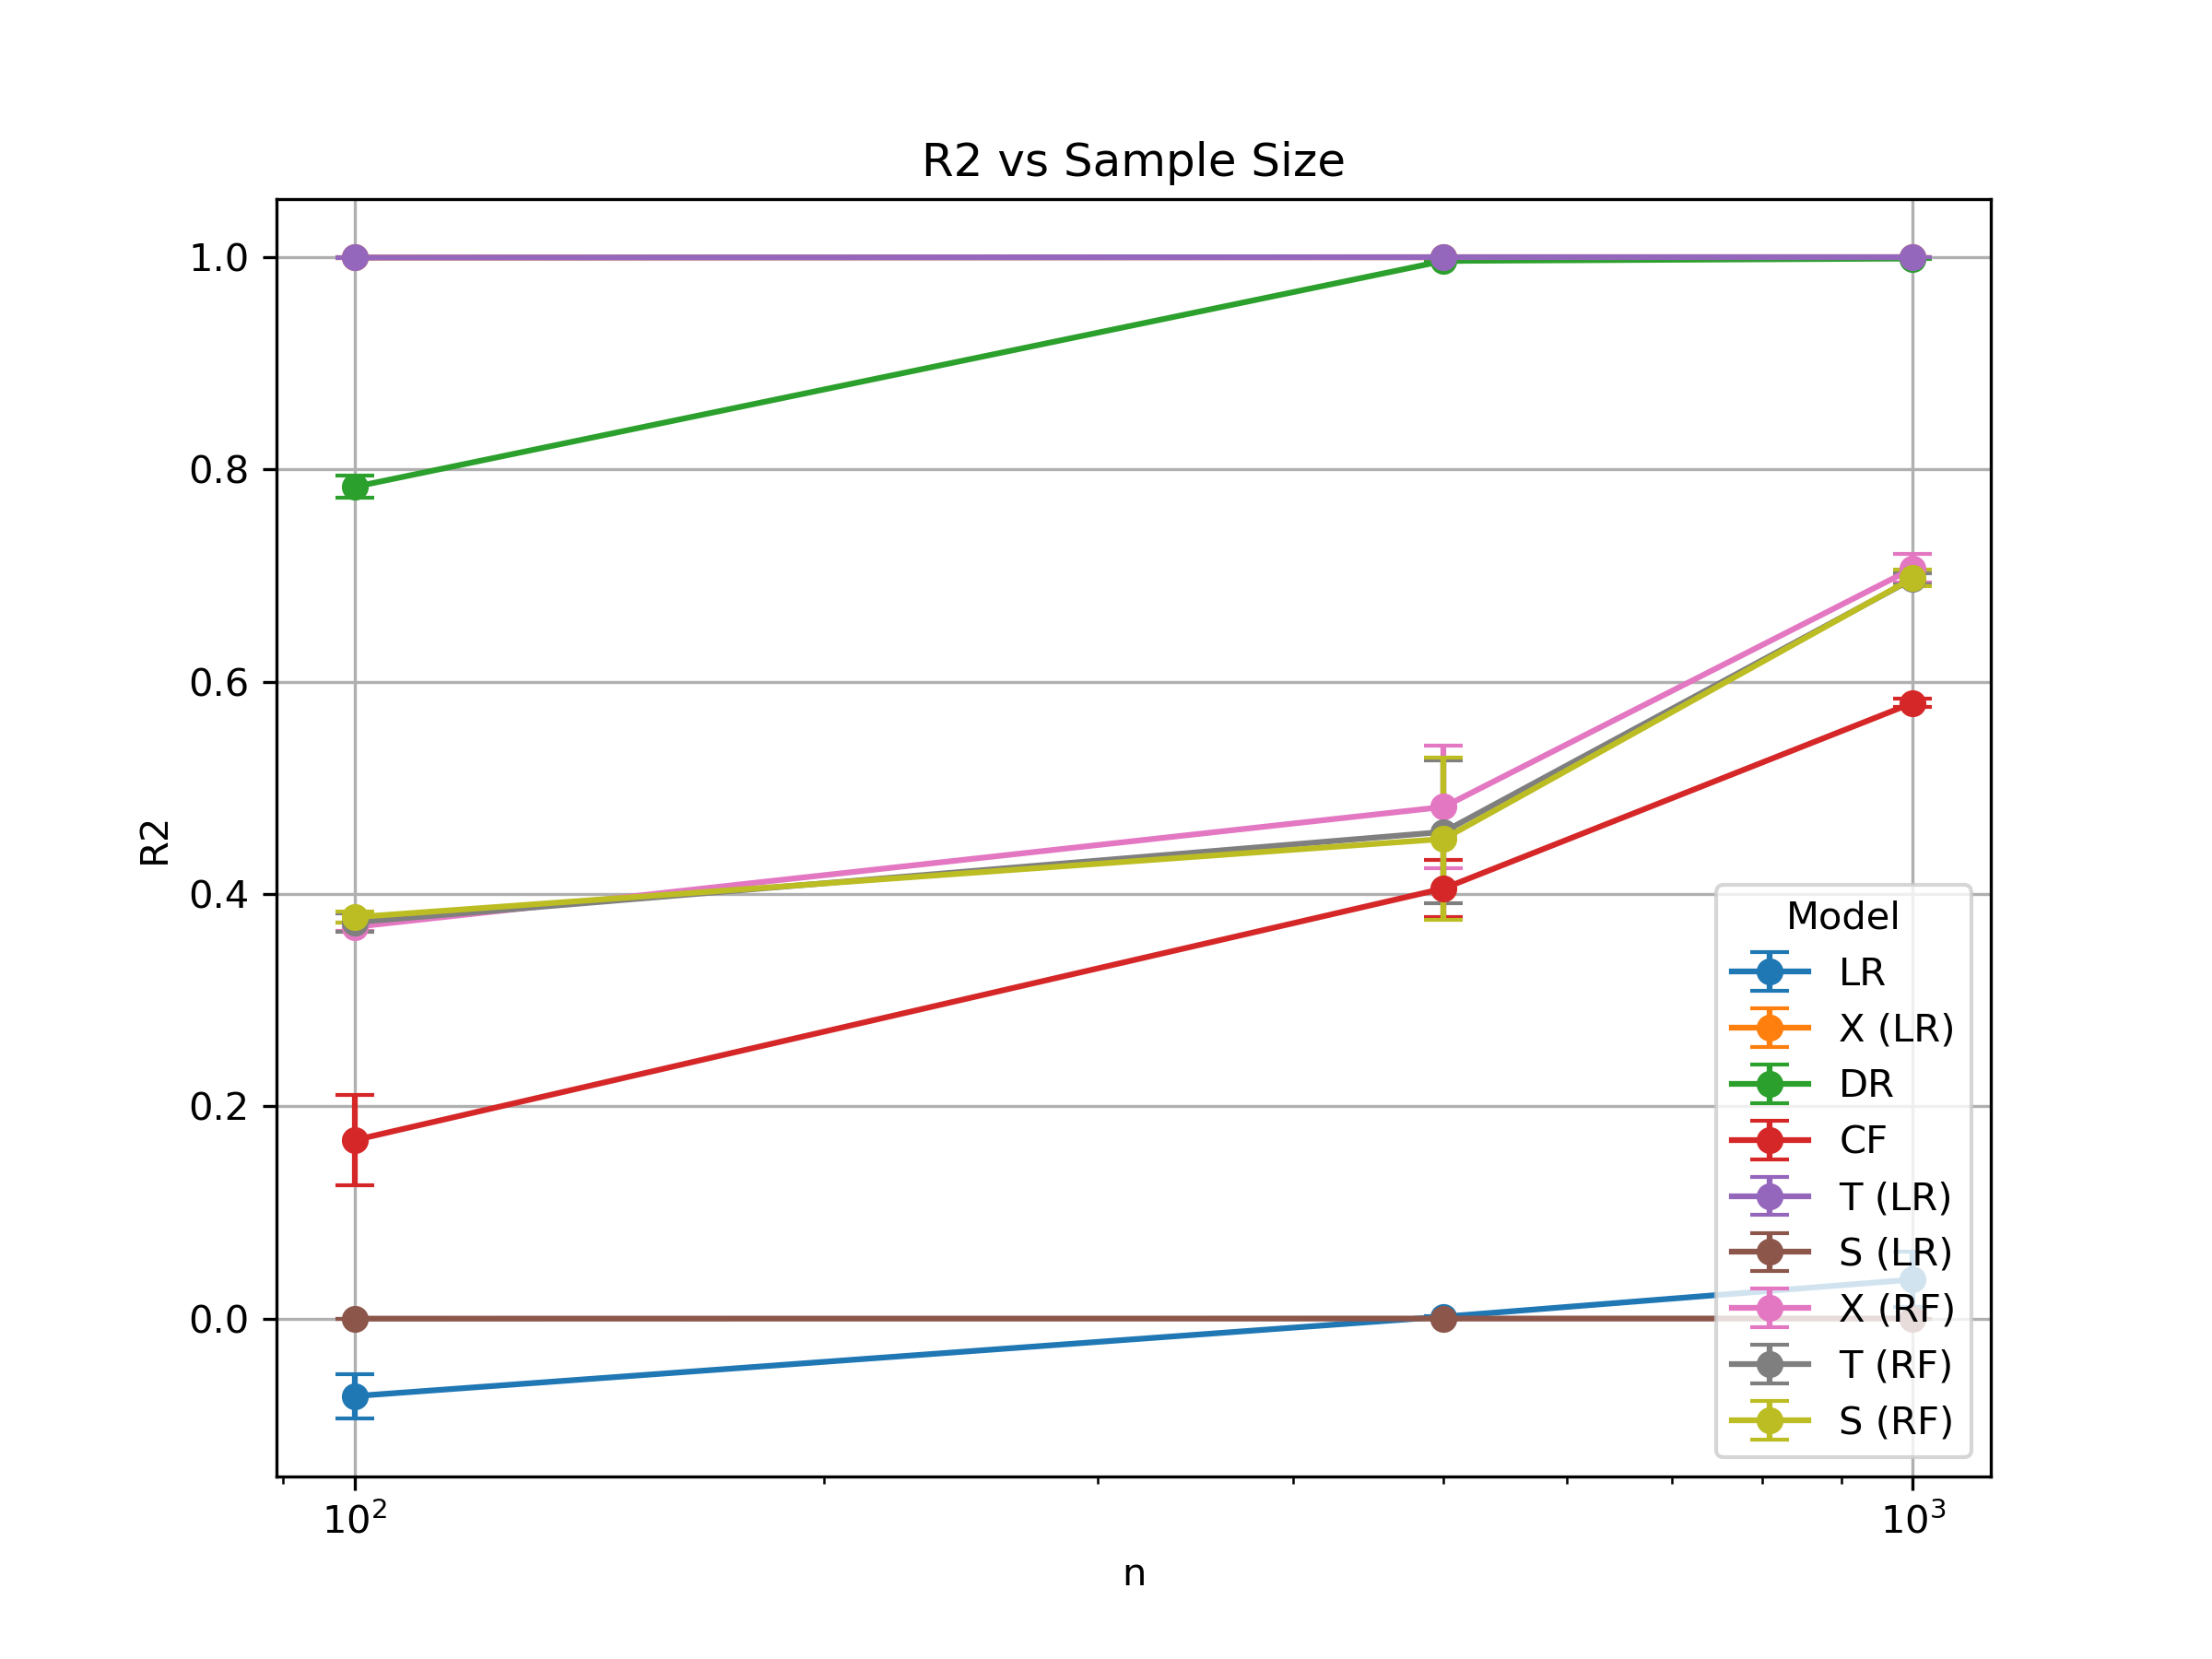 R2 vs Sample Size
1.0
0.8
0.6
0.4
0.2
0.0
R2
10²
10³
n
Model
LR
X (LR)
DR
CF
T (LR)
S (LR)
X (RF)
T (RF)
S (RF)